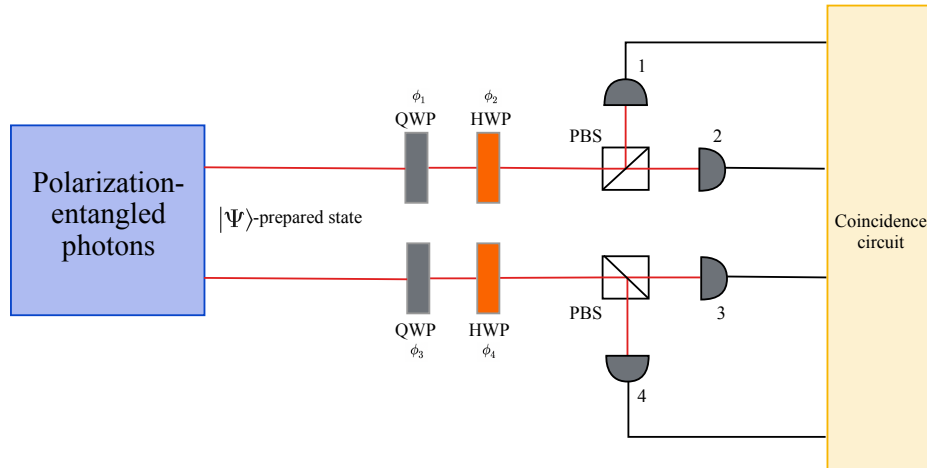 1
ϕ₁
ϕ₂
QWP
HWP
PBS
2
Polarization-
entangled
photons
|Ψ⟩-prepared state
Coincidence
circuit
PBS
3
QWP
HWP
ϕ₃
ϕ₄
4